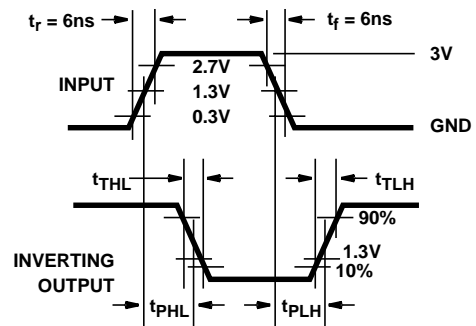 tr = 6ns
tf = 6ns
3V
2.7V
INPUT
1.3V
0.3V
GND
tTHL
tTLH
90%
INVERTING
OUTPUT
1.3V
10%
tPHL
tPLH